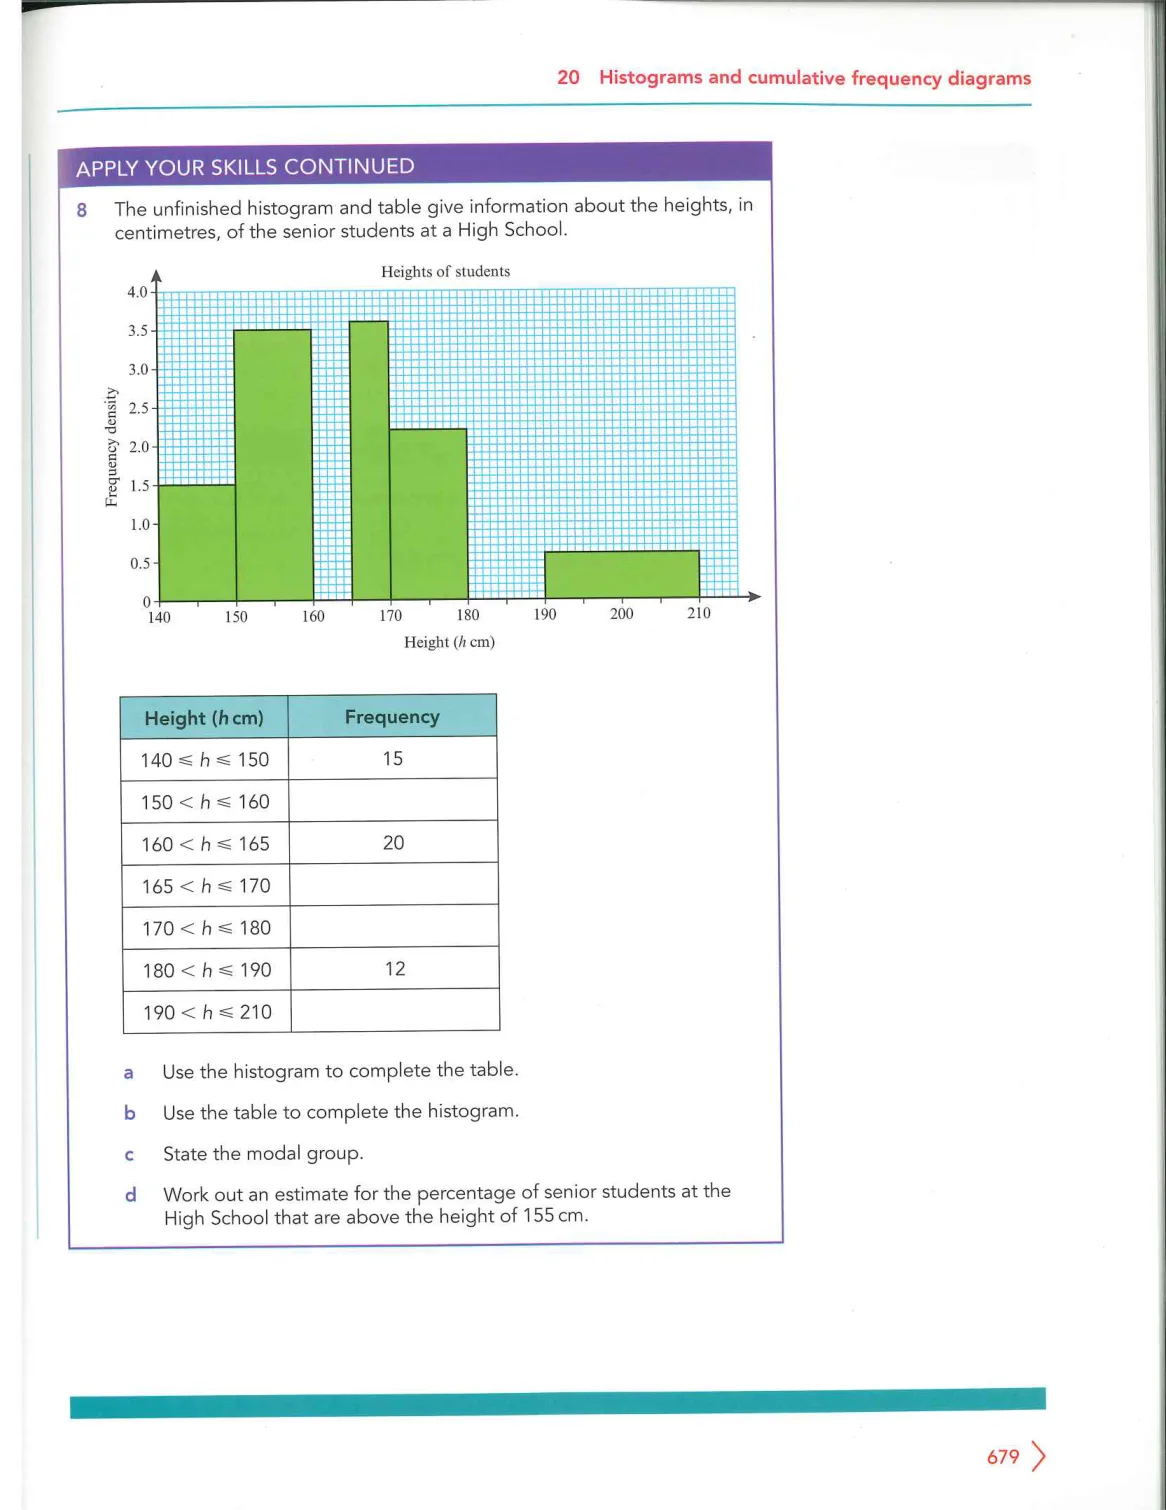 20 Histograms and cumulative frequency diagrams
APPLY YOUR SKILLS CONTINUED
8 The unfinished histogram and table give information about the heights, in
centimetres, of the senior students at a High School.
Heights of students
4.0
3.5
3.0
2.5
2.0
1.5
1.0
0.5
0
Frequency density
140 150 160 170 180 190 200 210
Height (h cm)
Height (h cm) Frequency
140 ⩽ h ⩽ 150 15
150 < h ⩽ 160
160 < h ⩽ 165 20
165 < h ⩽ 170
170 < h ⩽ 180
180 < h ⩽ 190 12
190 < h ⩽ 210
a Use the histogram to complete the table.
b Use the table to complete the histogram.
c State the modal group.
d Work out an estimate for the percentage of senior students at the
High School that are above the height of 155 cm.
679